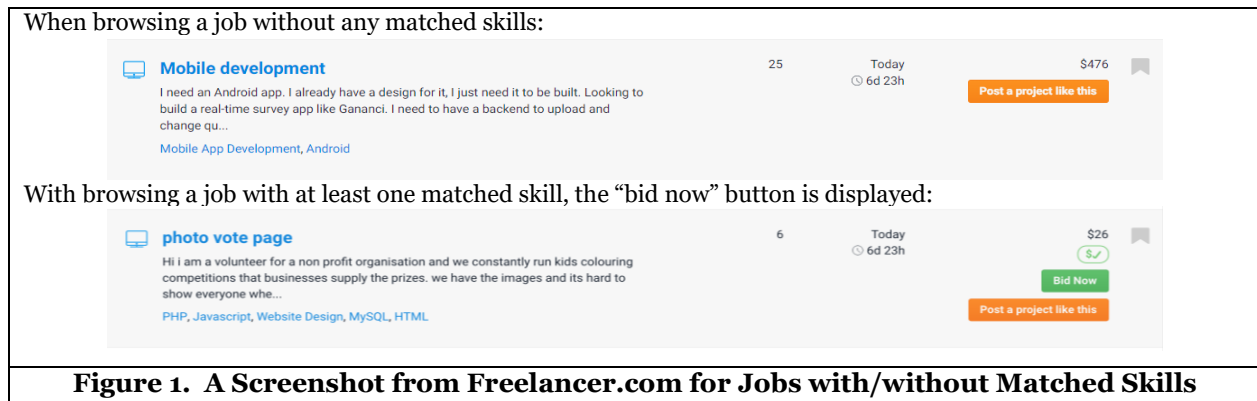 When browsing a job without any matched skills:
Mobile development 25 Today $476
6d 23h
I need an Android app. I already have a design for it, I just need it to be built. Looking to
build a real-time survey app like Gananci. I need to have a backend to upload and
change qu...
Post a project like this
Mobile App Development, Android
With browsing a job with at least one matched skill, the “bid now” button is displayed:
photo vote page 6 Today $26
6d 23h
Hi i am a volunteer for a non profit organisation and we constantly run kids colouring
competitions that businesses supply the prizes. we have the images and its hard to
show everyone whe...
$✓
Bid Now
PHP, Javascript, Website Design, MySQL, HTML
Post a project like this
Figure 1. A Screenshot from Freelancer.com for Jobs with/without Matched Skills